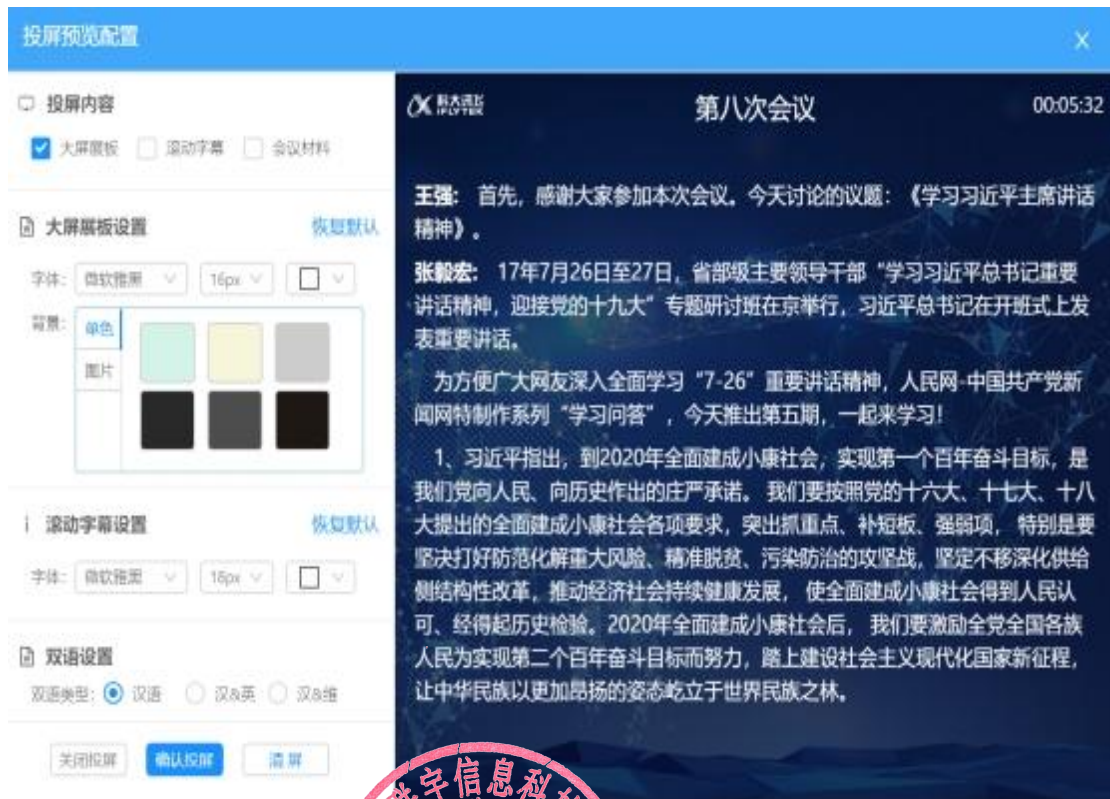 投屏预览配置
投屏内容
大屏展板 滚动字幕 会议材料
大屏展板设置 恢复默认
字体: 微软雅黑 16px
背景: 单色
图片
滚动字幕设置 恢复默认
字体: 微软雅黑 16px
双语设置
双语类型: 汉语 汉&英 汉&维
关闭投屏 确认投屏 清屏
科大讯飞
iFLYTEK
第八次会议
00:05:32
王强: 首先，感谢大家参加本次会议。今天讨论的议题：《学习习近平主席讲话
精神》。
张毅宏: 17年7月26日至27日，省部级主要领导干部“学习习近平总书记重要
讲话精神，迎接党的十九大”专题研讨班在京举行，习近平总书记在开班式上发
表重要讲话。
为方便广大网友深入全面学习“7-26”重要讲话精神，人民网-中国共产党新
闻网特制作系列“学习问答”，今天推出第五期，一起来学习！
1、习近平指出，到2020年全面建成小康社会，实现第一个百年奋斗目标，是
我们党向人民、向历史作出的庄严承诺。我们要按照党的十六大、十七大、十八
大提出的全面建成小康社会各项要求，突出抓重点、补短板、强弱项，特别是要
坚决打好防范化解重大风险、精准脱贫、污染防治的攻坚战，坚定不移深化供给
侧结构性改革，推动经济社会持续健康发展，使全面建成小康社会得到人民认
可、经得起历史检验。2020年全面建成小康社会后，我们要激励全党全国各族
人民为实现第二个百年奋斗目标而努力，踏上建设社会主义现代化国家新征程，
让中华民族以更加昂扬的姿态屹立于世界民族之林。
宇信息科